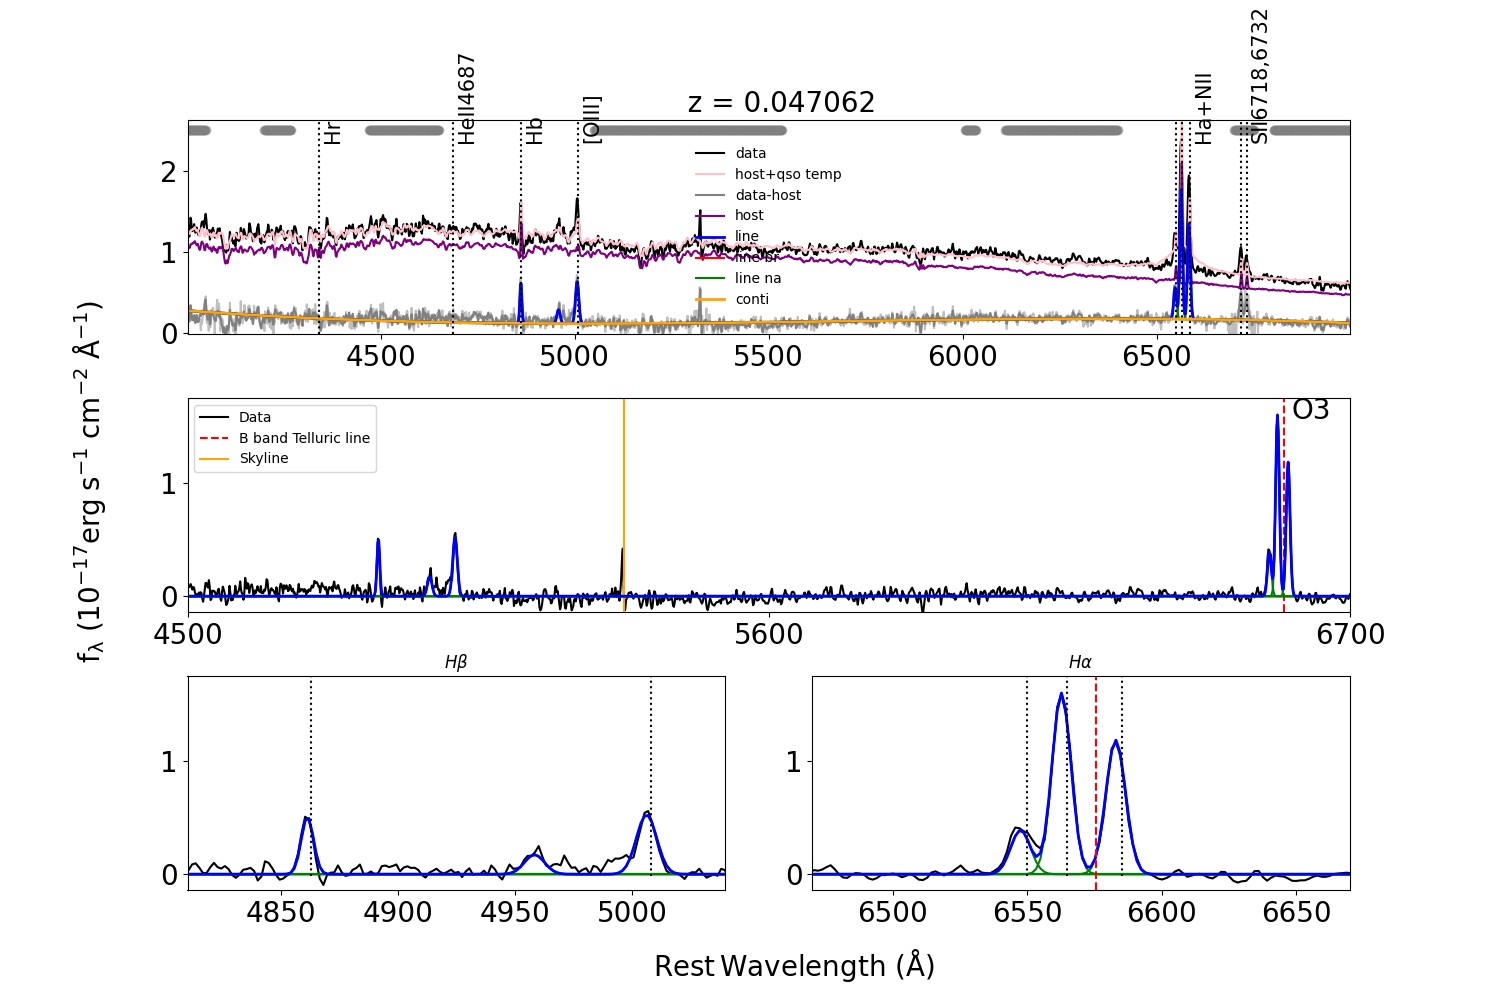 z = 0.047062
Hr
HeII4687
Hb
[OIII]
Ha+NII
SII6718,6732
data
host+qso temp
data-host
host
line
line br
line na
conti
2
1
0
4500 5000 5500 6000 6500
f_λ (10^−17 erg s^−1 cm^−2 Å^−1)
Data
B band Telluric line
Skyline
O3
1
0
4500 5600 6700
Hβ
1
0
4850 4900 4950 5000
Hα
1
0
6500 6550 6600 6650
Rest Wavelength (Å)